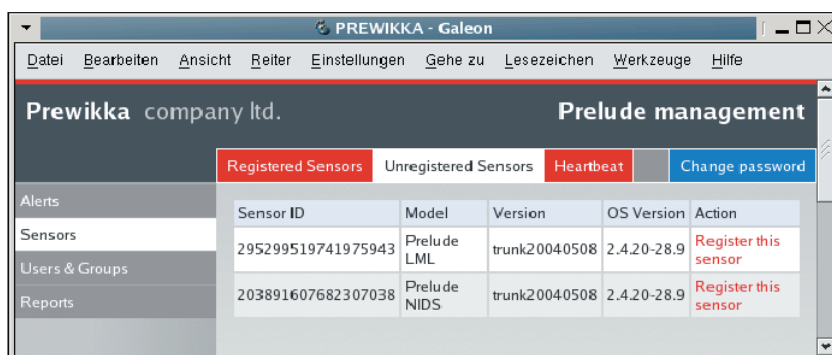 PREWIKKA - Galeon
Datei Bearbeiten Ansicht Reiter Einstellungen Gehe zu Lesezeichen Werkzeuge Hilfe
Prewikka company ltd. Prelude management
Registered Sensors Unregistered Sensors Heartbeat Change password
Alerts
Sensors
Users & Groups
Reports
Sensor ID Model Version OS Version Action
295299519741975943 Prelude LML trunk20040508 2.4.20-28.9 Register this sensor
203891607682307038 Prelude NIDS trunk20040508 2.4.20-28.9 Register this sensor